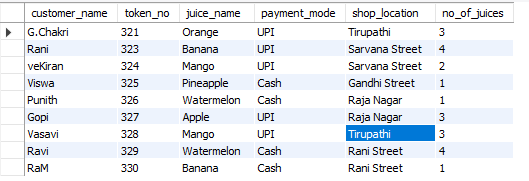 customer_name token_no juice_name payment_mode shop_location no_of_juices
G.Chakri 321 Orange UPI Tirupathi 3
Rani 323 Banana UPI Sarvana Street 4
veKiran 324 Mango UPI Sarvana Street 2
Viswa 325 Pineapple Cash Gandhi Street 1
Punith 326 Watermelon Cash Raja Nagar 1
Gopi 327 Apple UPI Raja Nagar 3
Vasavi 328 Mango UPI Tirupathi 3
Ravi 329 Watermelon Cash Rani Street 4
RaM 330 Banana Cash Rani Street 1